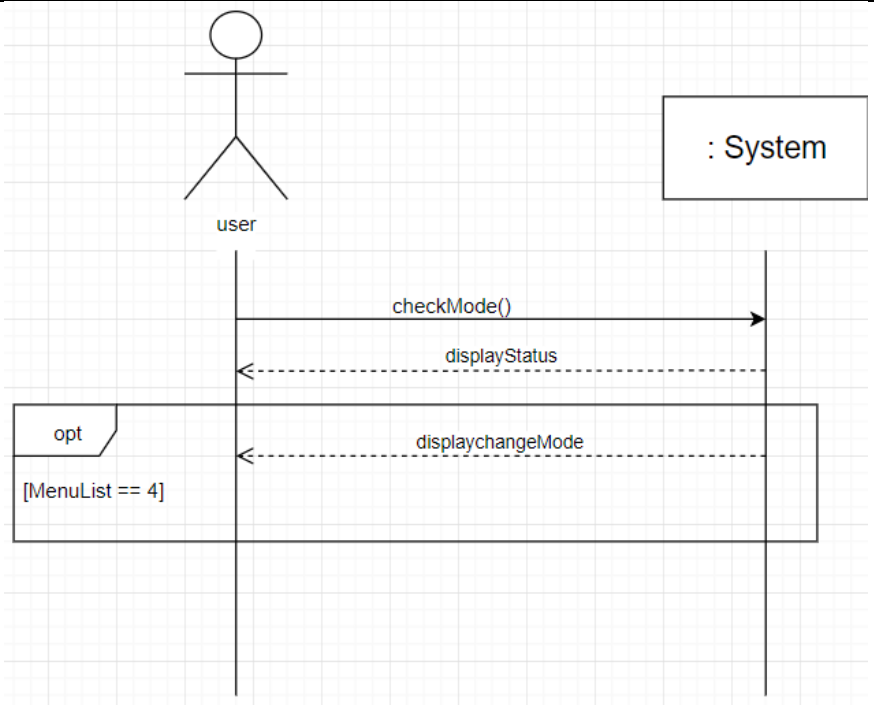 : System
user
checkMode()
displayStatus
opt
displaychangeMode
[MenuList == 4]